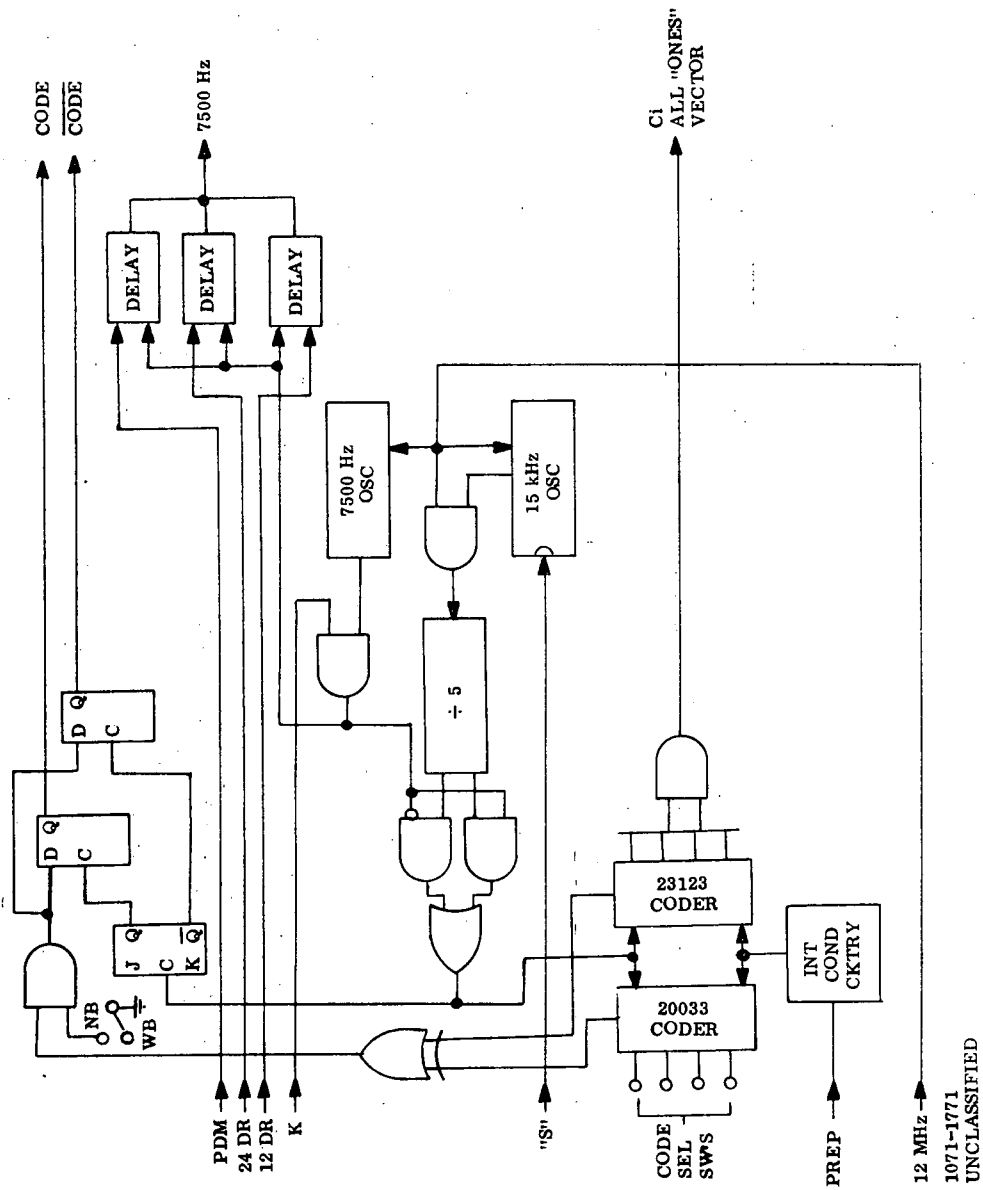 CODE
CODE
7500 Hz
DELAY
DELAY
DELAY
Ci
ALL "ONES"
VECTOR
D Q
C
D Q
C
J Q
C
K Q
NB
WB
7500 Hz
OSC
15 kHz
OSC
÷ 5
PDM
24 DR
12 DR
K
"S"
23123
CODER
20033
CODER
INT
COND
CKTRY
CODE
SEL
SW'S
PREP
12 MHz
1071-1771
UNCLASSIFIED